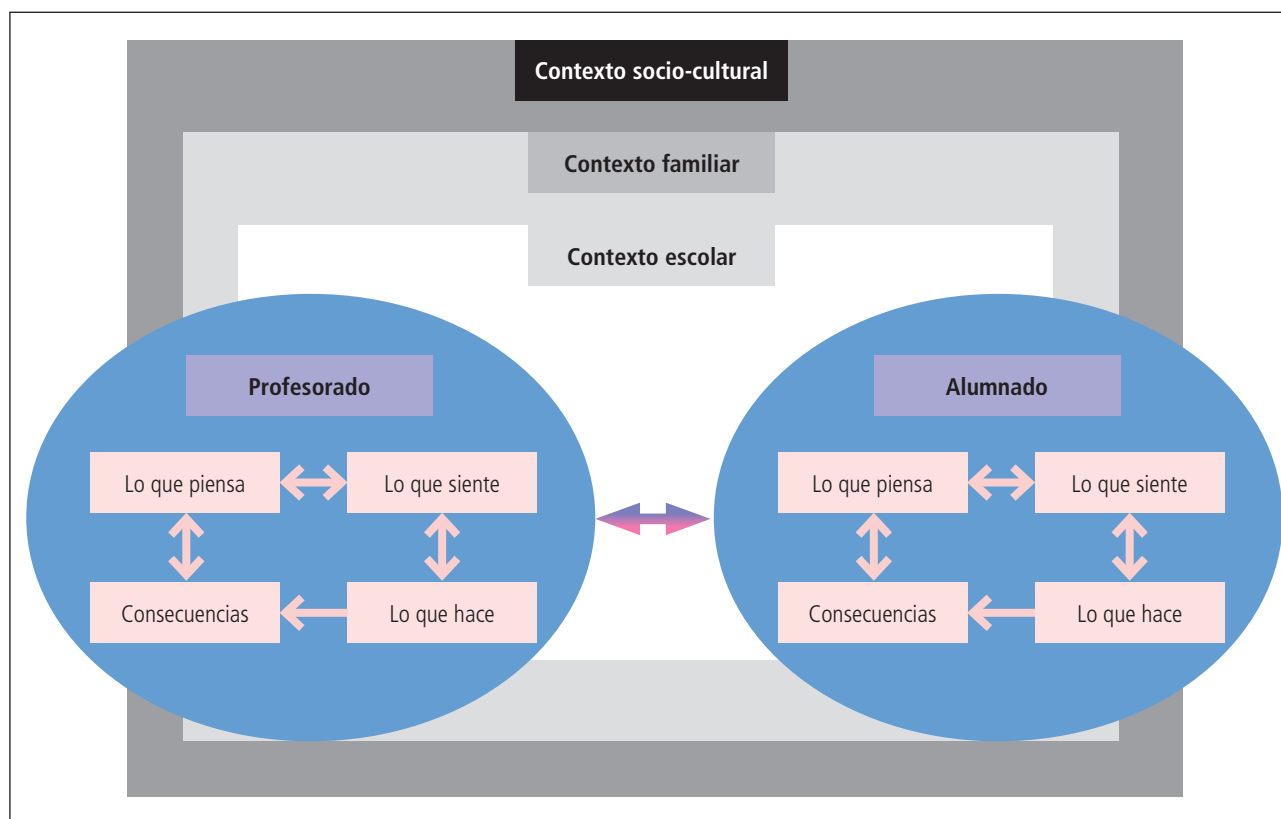 Contexto socio-cultural
Contexto familiar
Contexto escolar
Profesorado
Lo que piensa
Lo que siente
Consecuencias
Lo que hace
Alumnado
Lo que piensa
Lo que siente
Consecuencias
Lo que hace